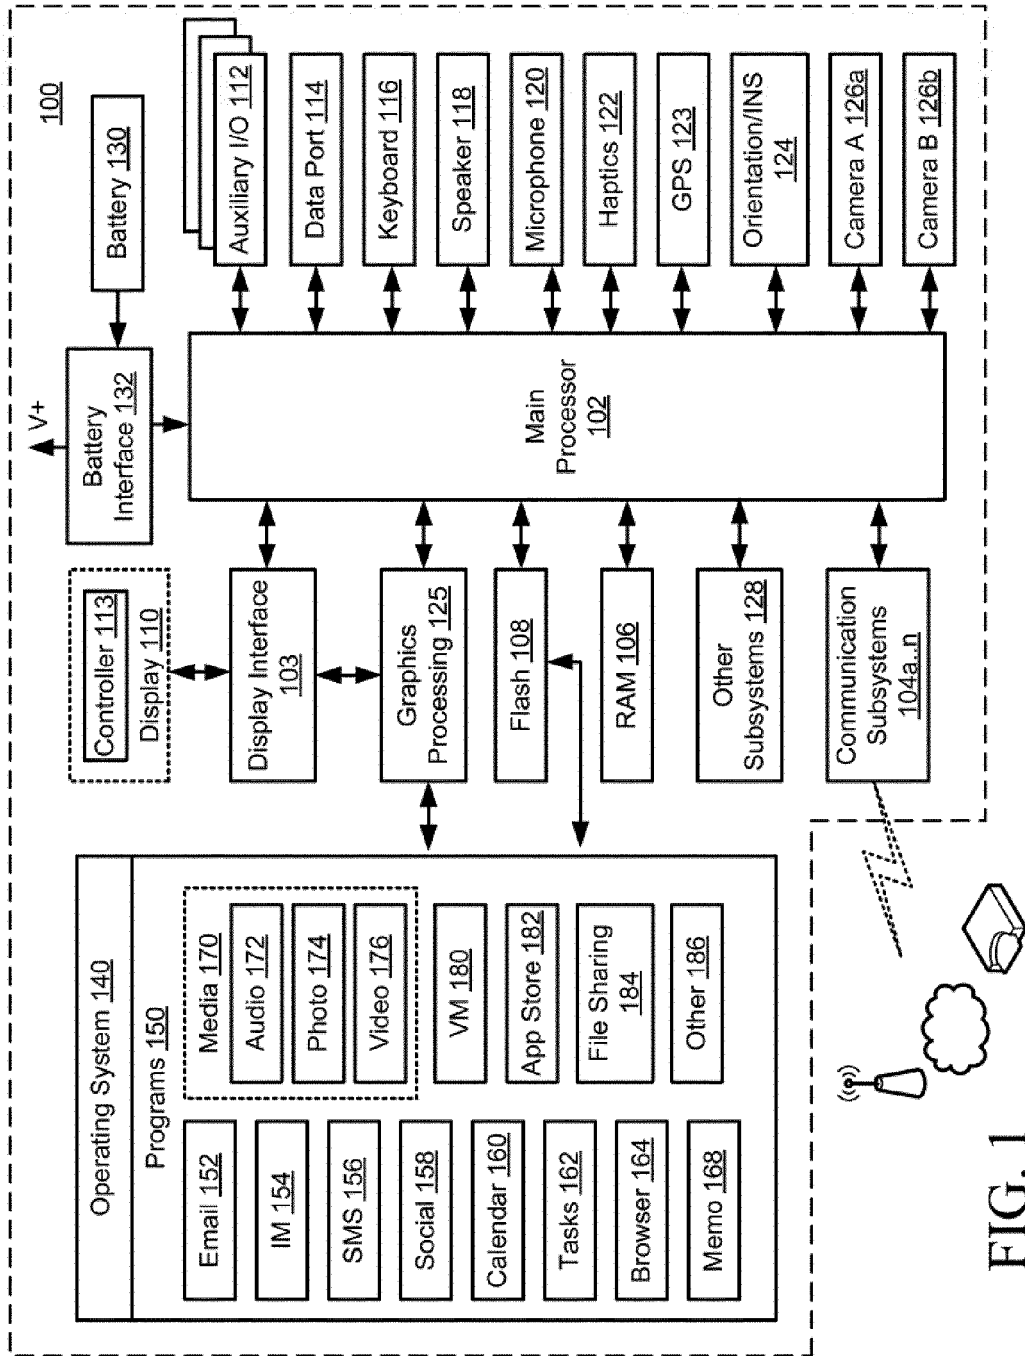 100
Operating System 140
Programs 150
Email 152
IM 154
SMS 156
Social 158
Calendar 160
Tasks 162
Browser 164
Memo 168
Media 170
Audio 172
Photo 174
Video 176
VM 180
App Store 182
File Sharing
184
Other 186
Controller 113
Display 110
Display Interface
103
Graphics
Processing 125
Flash 108
RAM 106
Other
Subsystems 128
Communication
Subsystems
104a..n
V+
Battery
Interface 132
Battery 130
Main
Processor
102
Auxiliary I/O 112
Data Port 114
Keyboard 116
Speaker 118
Microphone 120
Haptics 122
GPS 123
Orientation/INS
124
Camera A 126a
Camera B 126b
FIG. 1